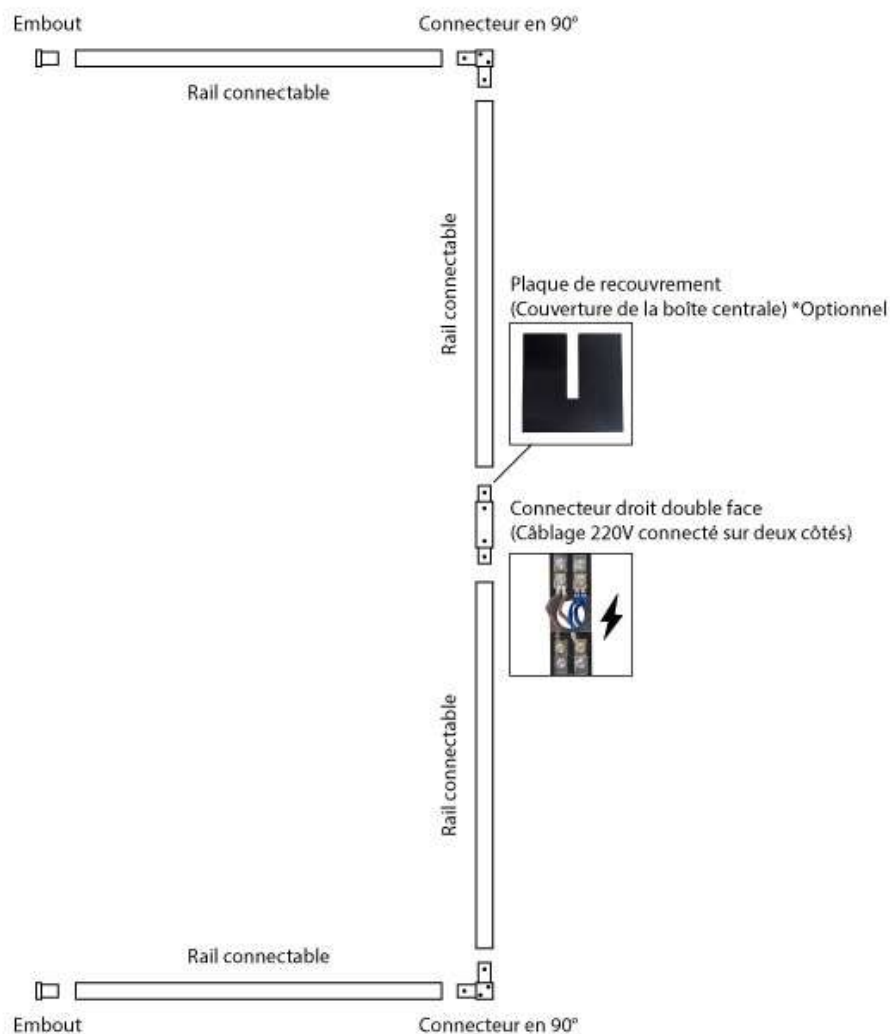 Embout
Connecteur en 90°
Rail connectable
Rail connectable
Plaque de recouvrement
(Couverture de la boîte centrale) *Optionnel
Connecteur droit double face
(Câblage 220V connecté sur deux côtés)
Rail connectable
Rail connectable
Embout
Connecteur en 90°